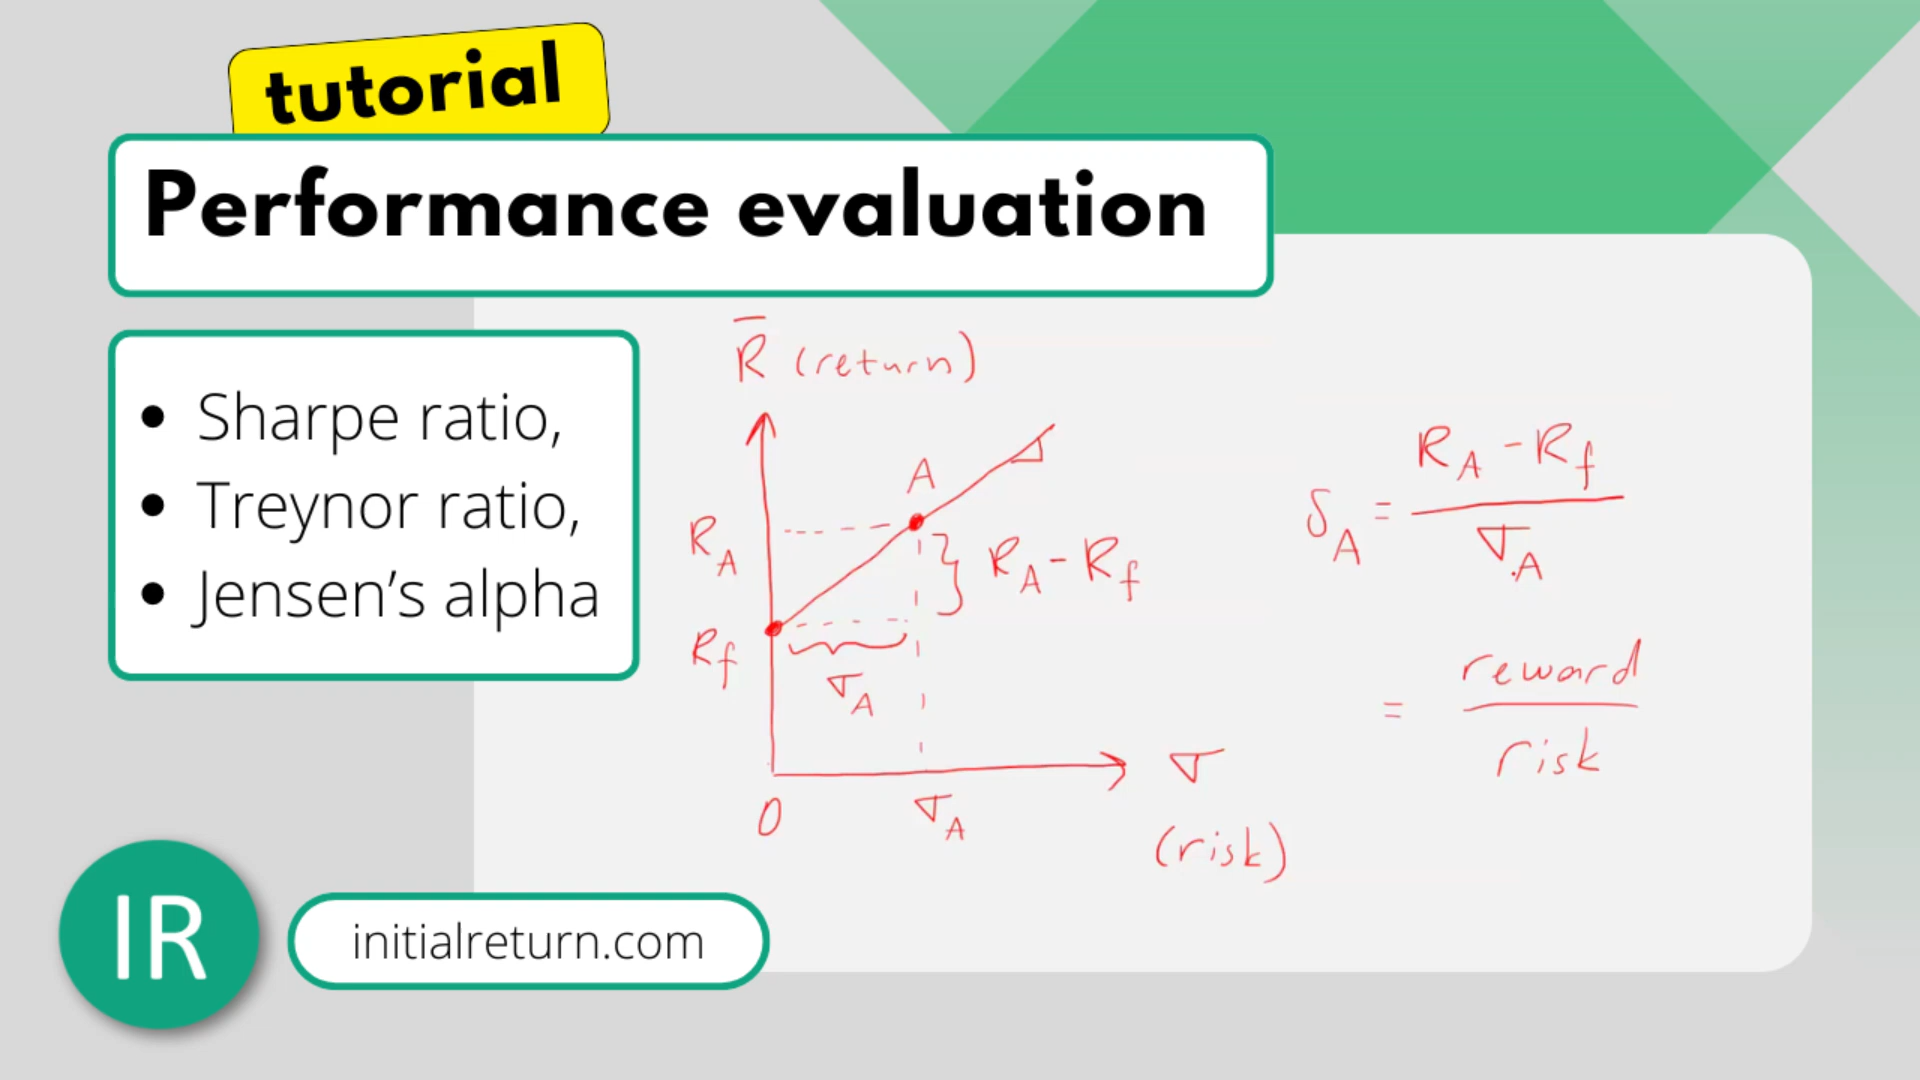 tutorial
Performance evaluation
• Sharpe ratio,
• Treynor ratio,
• Jensen's alpha
R̅ (return)
A
R_A
R_A - R_f
R_f
σ_A
0
σ_A
σ
(risk)
δ_A = (R_A - R_f) / σ_A
= reward / risk
IR
initialreturn.com